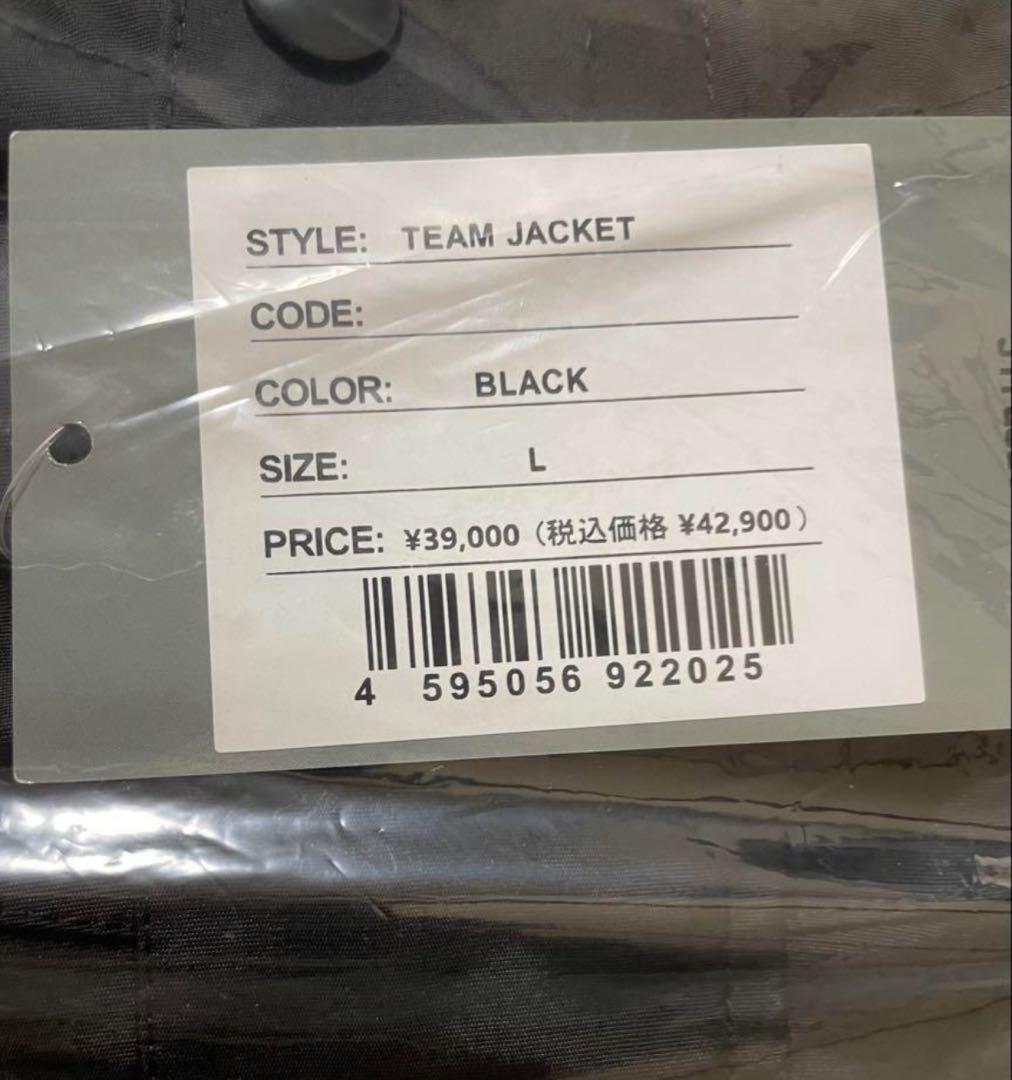 STYLE: TEAM JACKET
CODE:
COLOR: BLACK
SIZE: L
PRICE: ¥39,000（税込価格 ¥42,900）
4 595056 922025